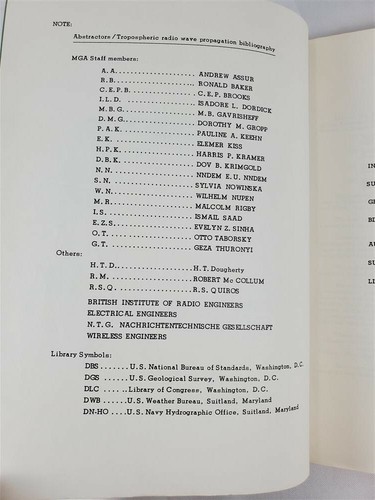 NOTE:
Abstractors/Tropospheric radio wave propagation bibliography
MGA Staff members:
A.A. .................... ANDREW ASSUR
R.B. .................... RONALD BAKER
C.E.P.B. ................ C.E.P. BROOKS
I.L.D. .................. ISADORE L. DORDICK
M.B.G. .................. M.B. GAVRISHEFF
D.M.G. .................. DOROTHY M. GROPP
P.A.K. .................. PAULINE A. KEEHN
E.K. .................... ELEMER KISS
H.P.K. .................. HARRIS P. KRAMER
D.B.K. .................. DOV B. KRIMGOLD
N.N. .................... NNDEM E.U. NNDEM
S.N. .................... SYLVIA NOWINSKA
W.N. .................... WILHELM NUPEN
M.R. .................... MALCOLM RIGBY
I.S. .................... ISMAIL SAAD
E.Z.S. .................. EVELYN Z. SINHA
O.T. .................... OTTO TABORSKY
G.T. .................... GEZA THURONYI
Others:
H.T.D. .................. H.T. Dougherty
R.M. .................... ROBERT Mc COLLUM
R.S.Q. .................. R.S. QUIROS
BRITISH INSTITUTE OF RADIO ENGINEERS
ELECTRICAL ENGINEERS
N.T.G. NACHRICHTENTECHNISCHE GESELLSCHAFT
WIRELESS ENGINEERS
Library Symbols:
DBS ...... U.S. National Bureau of Standards, Washington, D.C.
DGS ...... U.S. Geological Survey, Washington, D.C.
DLC ...... Library of Congress, Washington, D.C.
DWB ..... U.S. Weather Bureau, Suitland, Maryland
DN-HO .... U.S. Navy Hydrographic Office, Suitland, Maryland